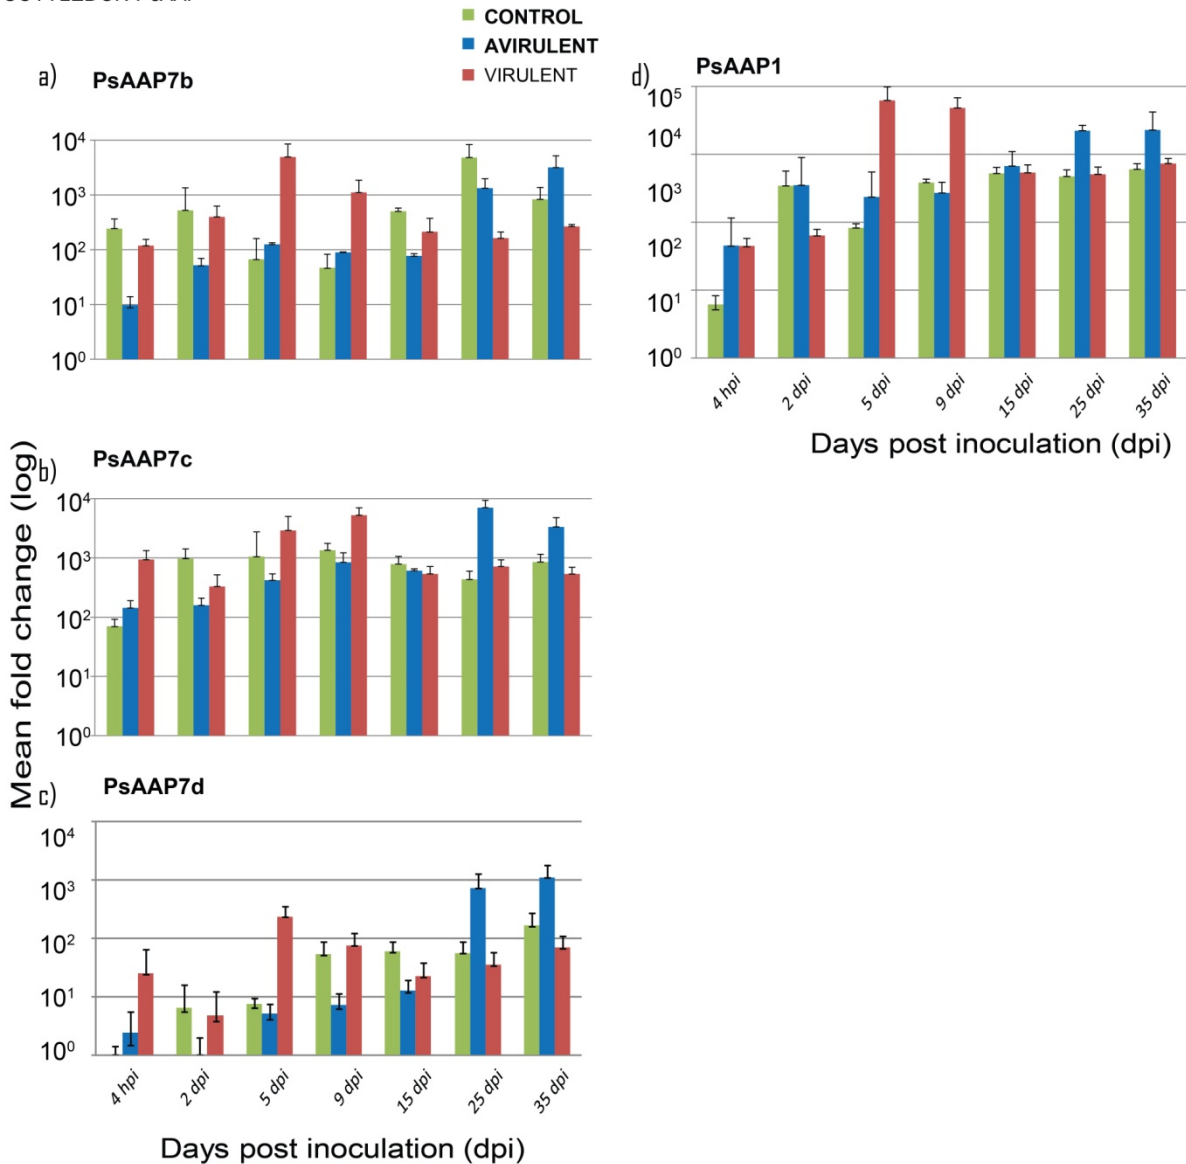 CONTROL
AVIRULENT
VIRULENT
a) PsAAP7b
10⁴
10³
10²
10¹
10⁰
Mean fold change (log)
b) PsAAP7c
10⁴
10³
10²
10¹
10⁰
c) PsAAP7d
10⁴
10³
10²
10¹
10⁰
4 hpi 2 dpi 5 dpi 9 dpi 15 dpi 25 dpi 35 dpi
Days post inoculation (dpi)
d) PsAAP1
10⁵
10⁴
10³
10²
10¹
10⁰
4 hpi 2 dpi 5 dpi 9 dpi 15 dpi 25 dpi 35 dpi
Days post inoculation (dpi)